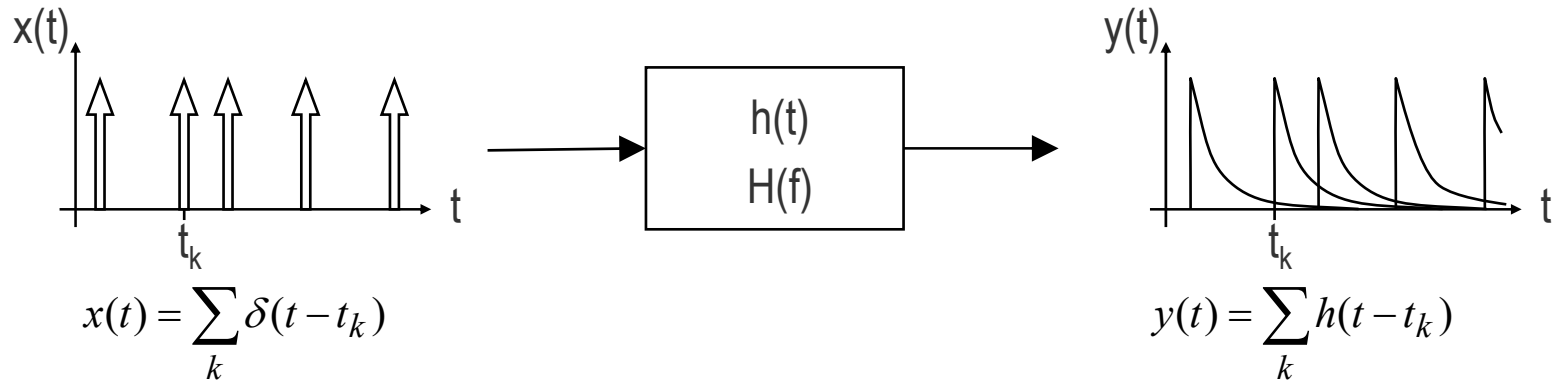 x(t)
t
t_k
x(t) = ∑_k δ(t − t_k)
h(t)
H(f)
y(t)
t
t_k
y(t) = ∑_k h(t − t_k)